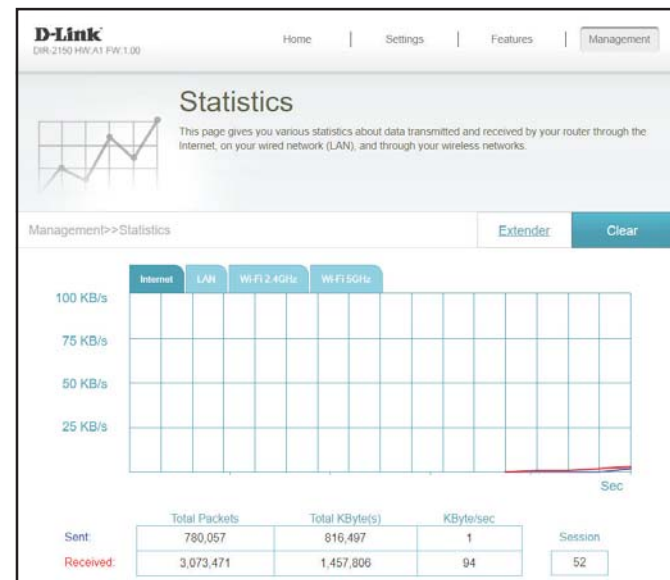 D-Link
DIR-2150 HW:A1 FW:1.00
Home | Settings | Features | Management
Statistics
This page gives you various statistics about data transmitted and received by your router through the
Internet, on your wired network (LAN), and through your wireless networks.
Management>>Statistics
Extender
Clear
Internet LAN Wi-Fi 2.4GHz Wi-Fi 5GHz
100 KB/s
75 KB/s
50 KB/s
25 KB/s
Sec
Total Packets Total KByte(s) KByte/sec
Sent: 780,057 816,497 1 Session
Received: 3,073,471 1,457,806 94 52